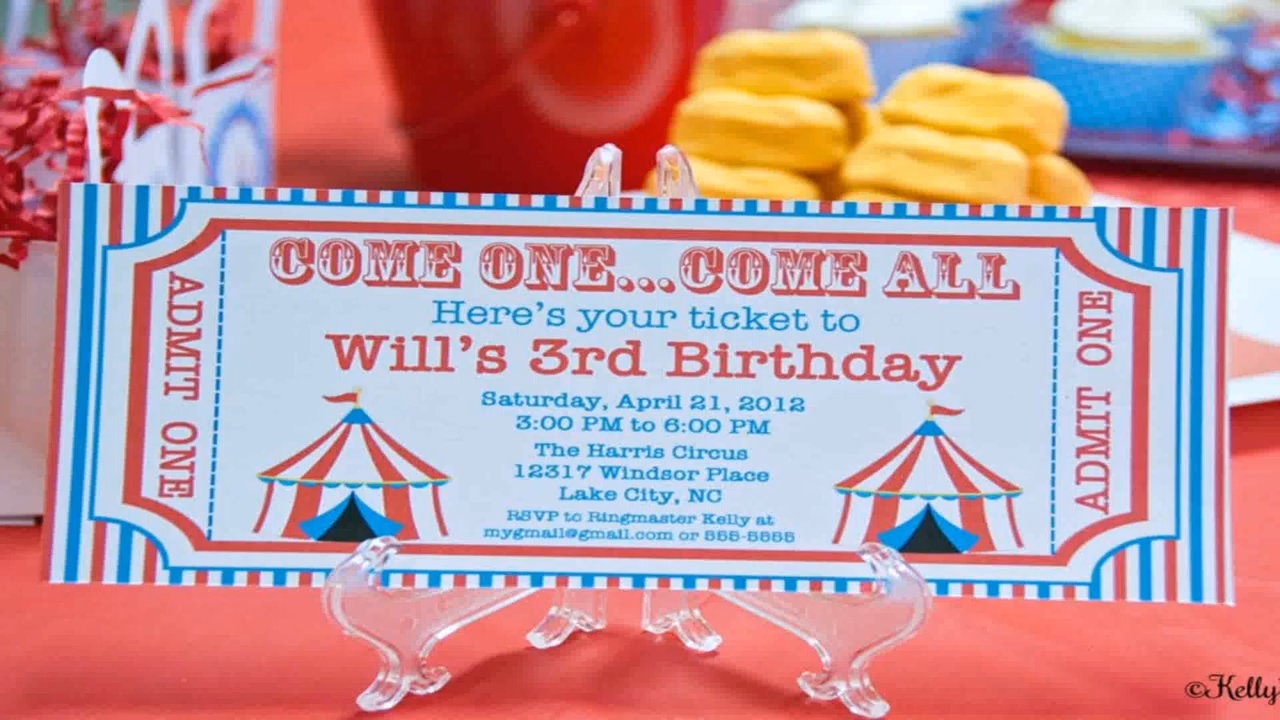 COME ONE...COME ALL
Here's your ticket to
Will's 3rd Birthday
Saturday, April 21, 2012
3:00 PM to 6:00 PM
The Harris Circus
12317 Windsor Place
Lake City, NC
RSVP to Ringmaster Kelly at
mygmail@gmail.com or 555-5555
ADMIT ONE
ADMIT ONE
©Kelly